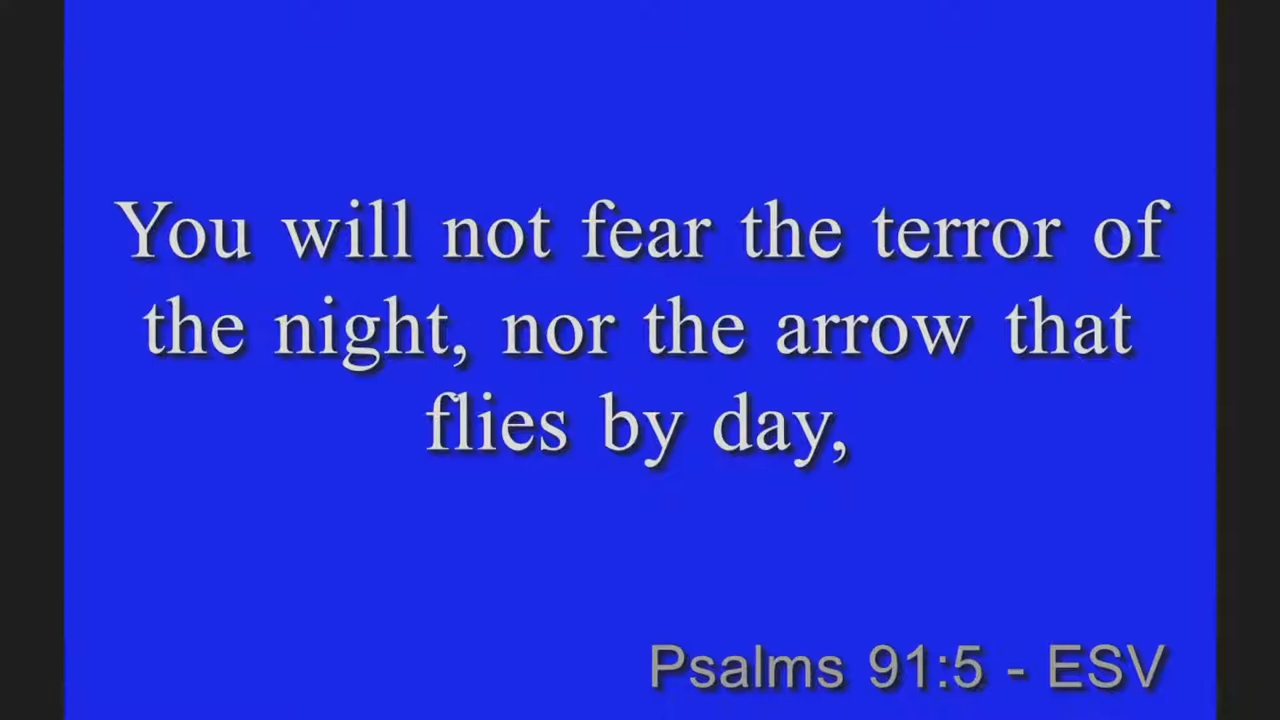 You will not fear the terror of
the night, nor the arrow that
flies by day,
Psalms 91:5 - ESV